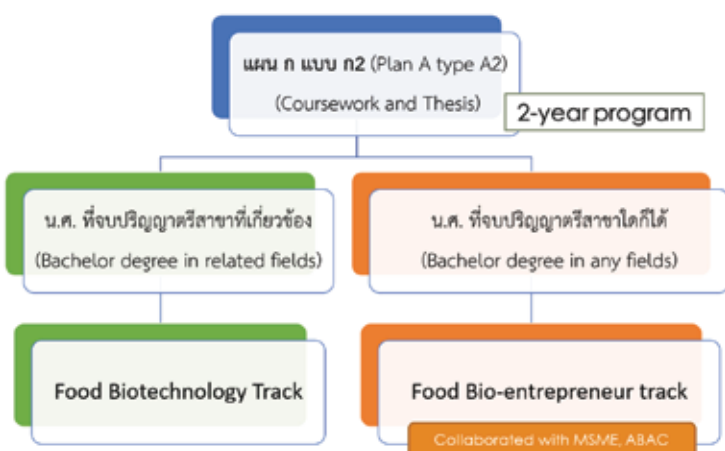 แผน ก แบบ ก2 (Plan A type A2)
(Coursework and Thesis)
2-year program
น.ศ. ที่จบปริญญาตรีสาขาที่เกี่ยวข้อง
(Bachelor degree in related fields)
น.ศ. ที่จบปริญญาตรีสาขาใดก็ได้
(Bachelor degree in any fields)
Food Biotechnology Track
Food Bio-entrepreneur track
Collaborated with MSME, ABAC